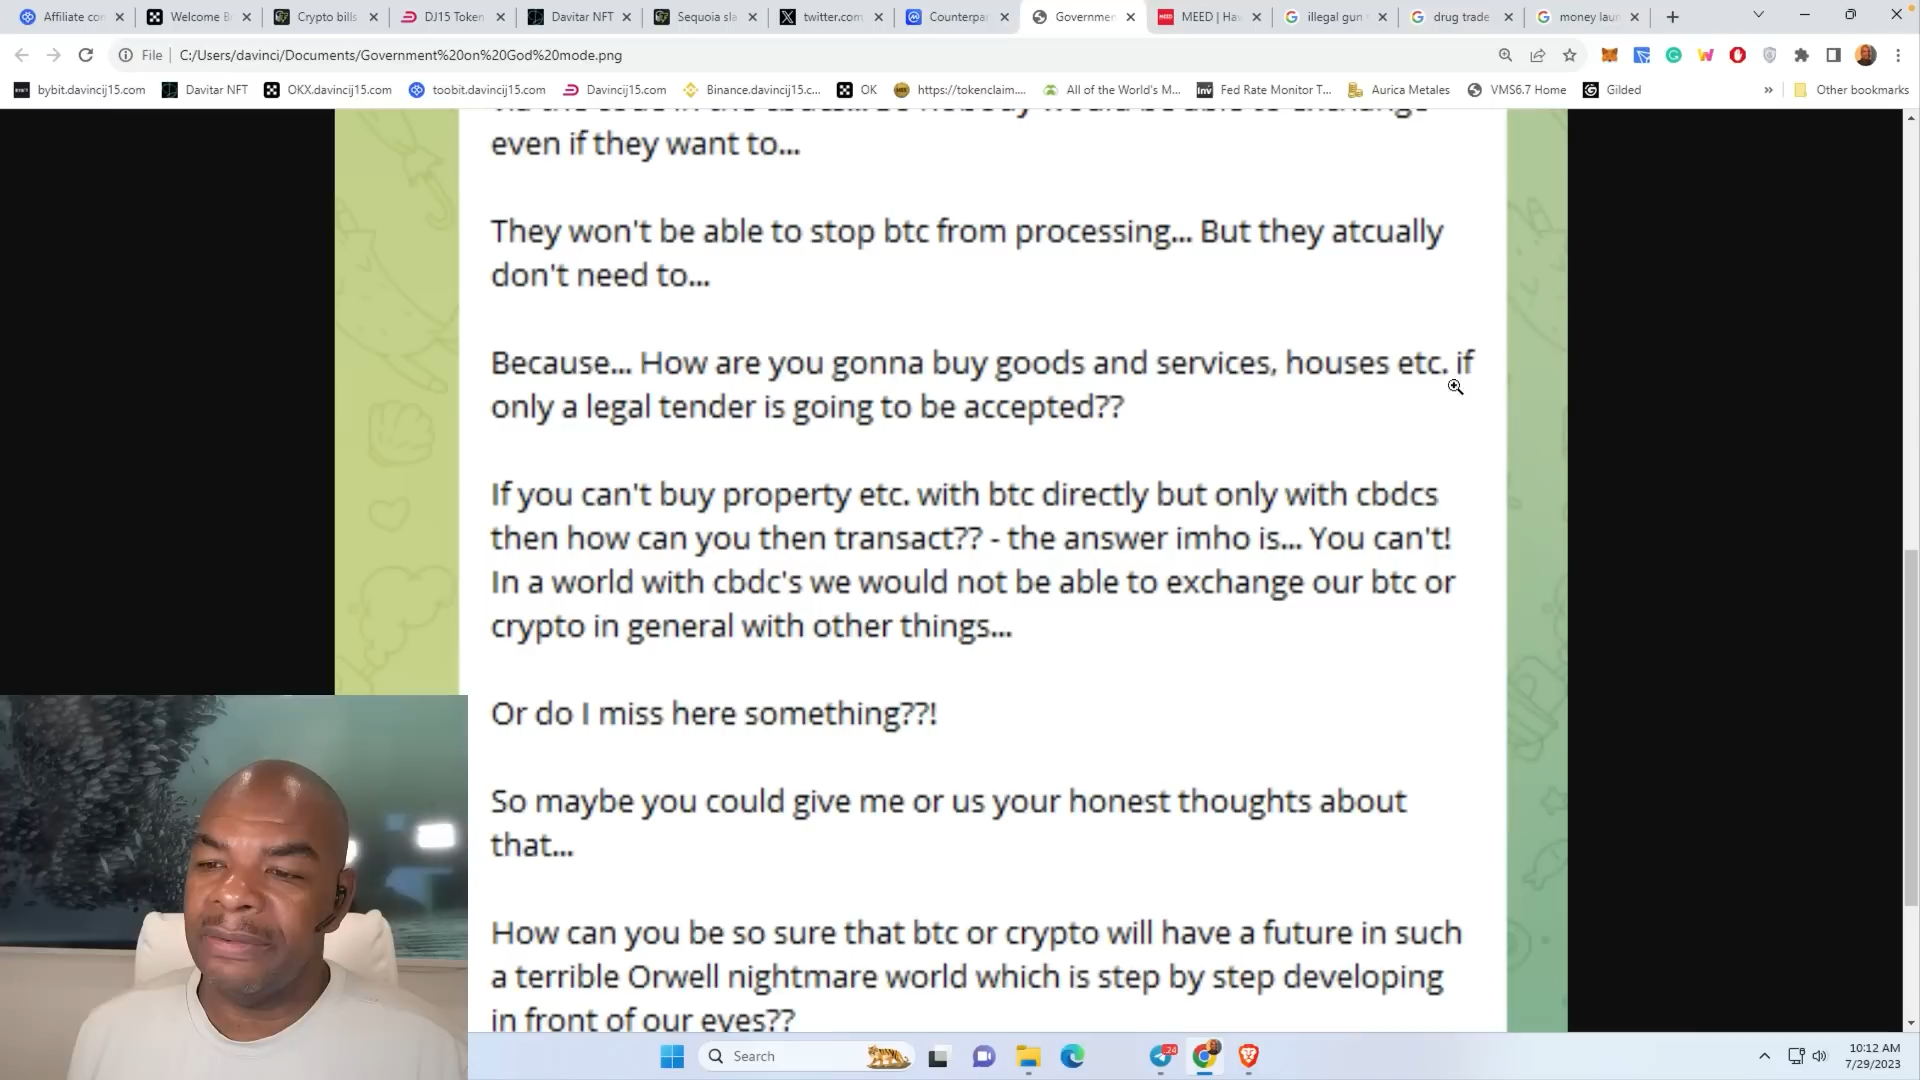 Affiliate con
Welcome B
Crypto bills
DJ15 Token
Davitar NFT
Sequoia sla
twitter.com
Counterpar
Governmen
MEED | Ha
illegal gun
drug trade
money laun
File
C:/Users/davinci/Documents/Government%20on%20God%20mode.png
bybit.davincij15.com
Davitar NFT
OKX.davincij15.com
toobit.davincij15.com
Davincij15.com
Binance.davincij15.c...
OK
https://tokenclaim....
All of the World's M...
Fed Rate Monitor T...
Aurica Metales
VMS6.7 Home
Gilded
Other bookmarks
even if they want to...
They won't be able to stop btc from processing... But they atcually
don't need to...
Because... How are you gonna buy goods and services, houses etc. if
only a legal tender is going to be accepted??
If you can't buy property etc. with btc directly but only with cbdcs
then how can you then transact?? - the answer imho is... You can't!
In a world with cbdc's we would not be able to exchange our btc or
crypto in general with other things...
Or do I miss here something??!
So maybe you could give me or us your honest thoughts about
that...
How can you be so sure that btc or crypto will have a future in such
a terrible Orwell nightmare world which is step by step developing
in front of our eyes??
Search
24
10:12 AM
7/29/2023